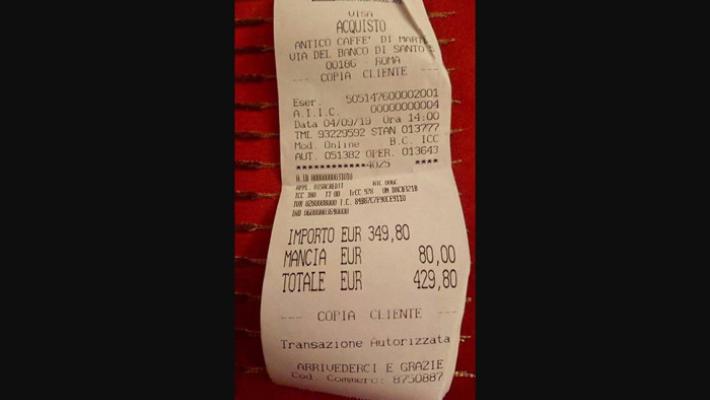 VISA
ACQUISTO
ANTICO CAFFE' DI
VIA DEL BANCO DI SANTO
00186 - ROMA
--- COPIA CLIENTE ---
Eser. 505147600002001
A.I.I.C. 00000000004
Data 04/09/19 Ora 14:00
TML 93229592 STAN 013777
Mod. Online B.C. ICC
AUT. 051382 OPER. 013643
************4025 ****
IMPORTO EUR 349,80
MANCIA EUR 80,00
TOTALE EUR 429,80
--- COPIA CLIENTE ---
Transazione Autorizzata
ARRIVEDERCI E GRAZIE
Cod. Commerc: 8750887